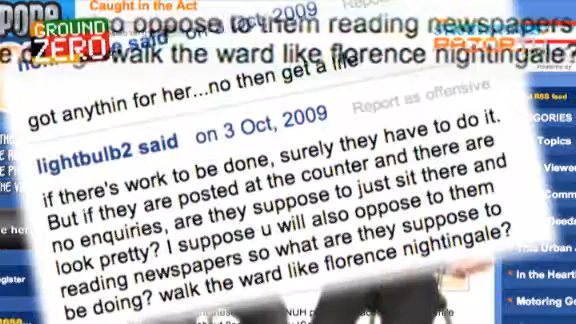 Caught in the Act
GROUND
ZERO
oppose to them reading newspapers
said
3 Oct, 2009
walk the ward like florence nightingale?
got anythin for her...no then get a life
lightbulb2 said on 3 Oct, 2009
Report as offensive
if there's work to be done, surely they have to do it.
But if they are posted at the counter and there are
no enquiries, are they suppose to just sit there and
look pretty? I suppose u will also oppose to them
reading newspapers so what are they suppose to
be doing? walk the ward like florence nightingale?
RSS feed
Topics
In the Heart
Motoring
NUH